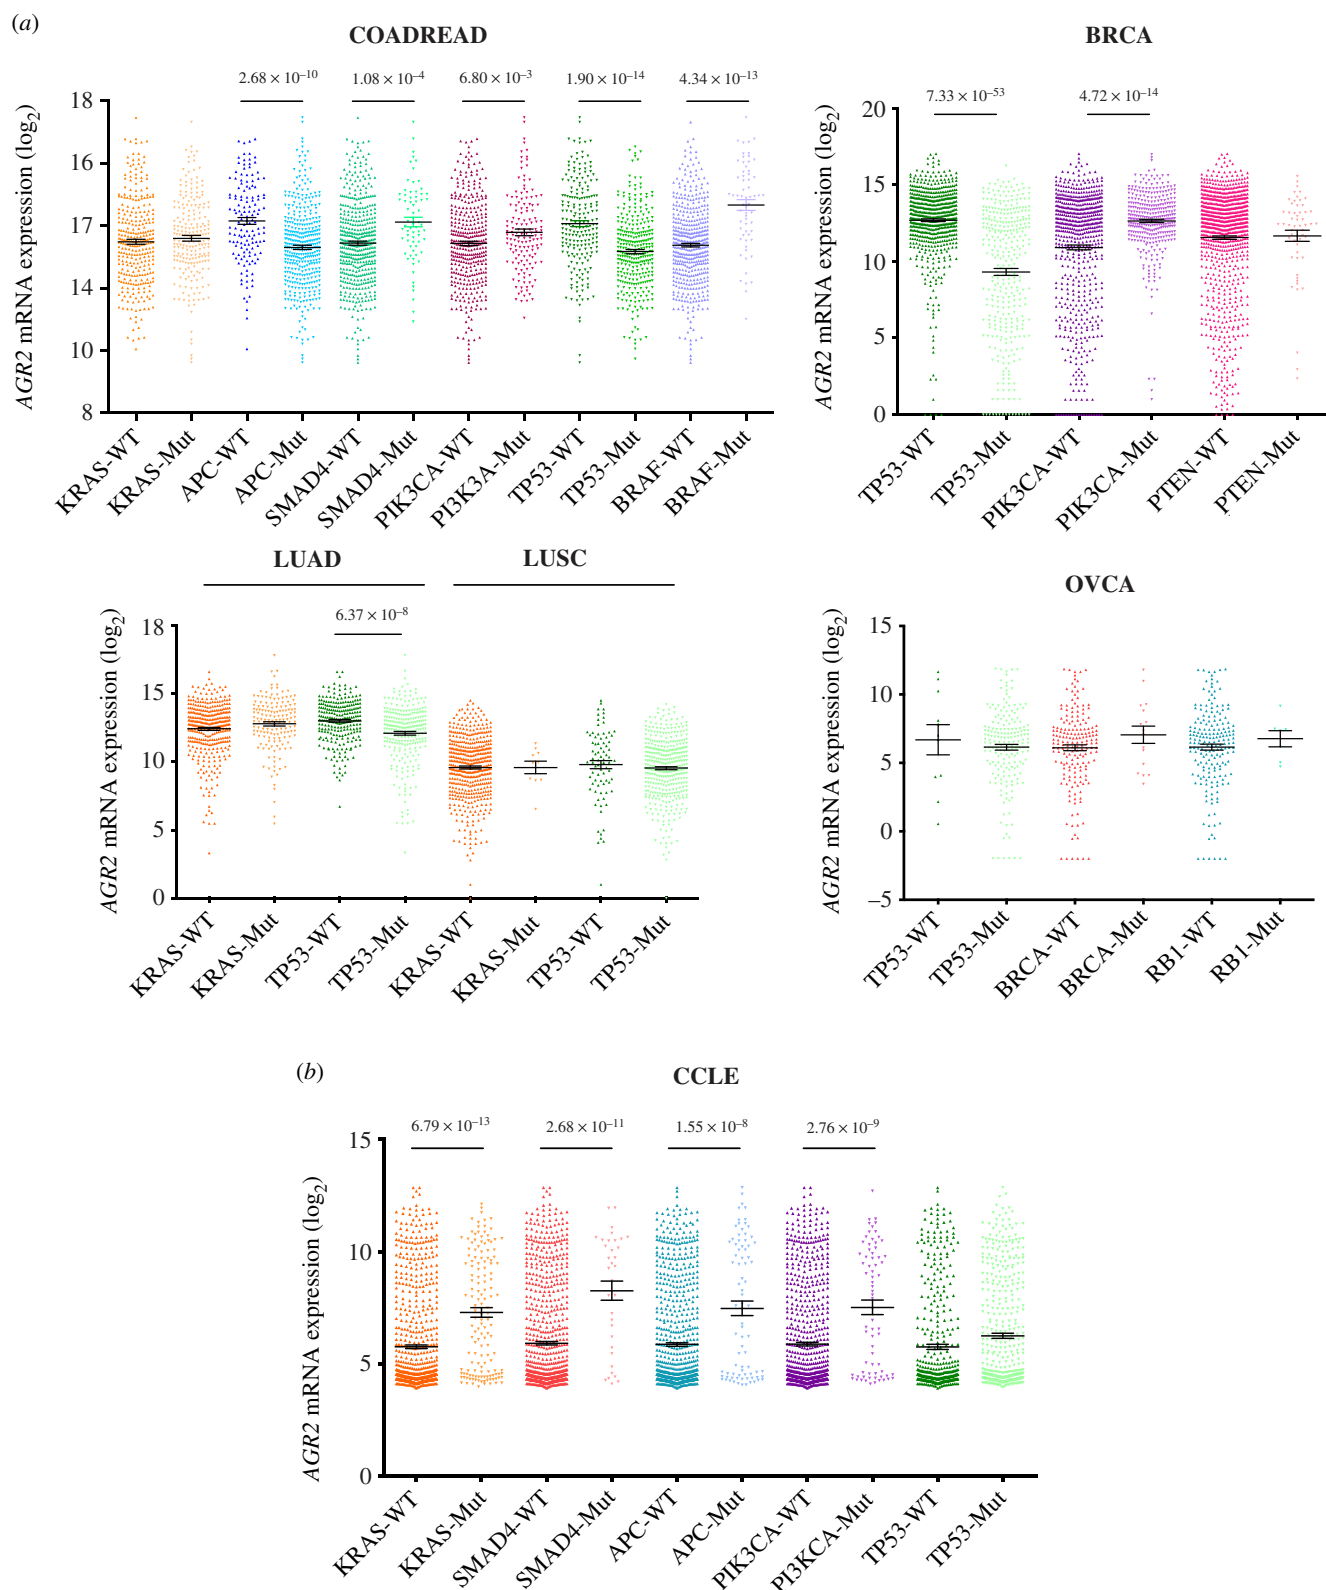 (a)
COADREAD
2.68 × 10–10
1.08 × 10–4
6.80 × 10–3
1.90 × 10–14
4.34 × 10–13
AGR2 mRNA expression (log2)
18
16
17
14
10
8
KRAS-WT
KRAS-Mut
APC-WT
APC-Mut
SMAD4-WT
SMAD4-Mut
PIK3CA-WT
PI3K3A-Mut
TP53-WT
TP53-Mut
BRAF-WT
BRAF-Mut
BRCA
7.33 × 10–53
4.72 × 10–14
AGR2 mRNA expression (log2)
20
15
10
5
0
TP53-WT
TP53-Mut
PIK3CA-WT
PIK3CA-Mut
PTEN-WT
PTEN-Mut
LUAD
LUSC
6.37 × 10–8
AGR2 mRNA expression (log2)
18
15
10
5
0
KRAS-WT
KRAS-Mut
TP53-WT
TP53-Mut
KRAS-WT
KRAS-Mut
TP53-WT
TP53-Mut
OVCA
AGR2 mRNA expression (log2)
15
10
5
0
–5
TP53-WT
TP53-Mut
BRCA-WT
BRCA-Mut
RB1-WT
RB1-Mut
(b)
CCLE
6.79 × 10–13
2.68 × 10–11
1.55 × 10–8
2.76 × 10–9
AGR2 mRNA expression (log2)
15
10
5
0
KRAS-WT
KRAS-Mut
SMAD4-WT
SMAD4-Mut
APC-WT
APC-Mut
PIK3CA-WT
PI3KCA-Mut
TP53-WT
TP53-Mut